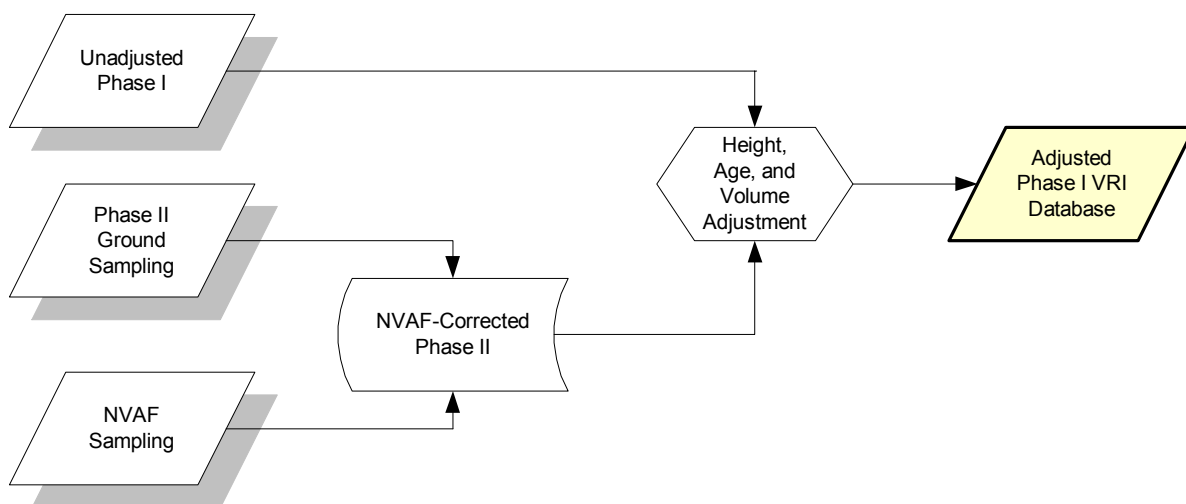 Unadjusted
Phase I
Phase II
Ground
Sampling
NVAF
Sampling
NVAF-Corrected
Phase II
Height,
Age, and
Volume
Adjustment
Adjusted
Phase I VRI
Database